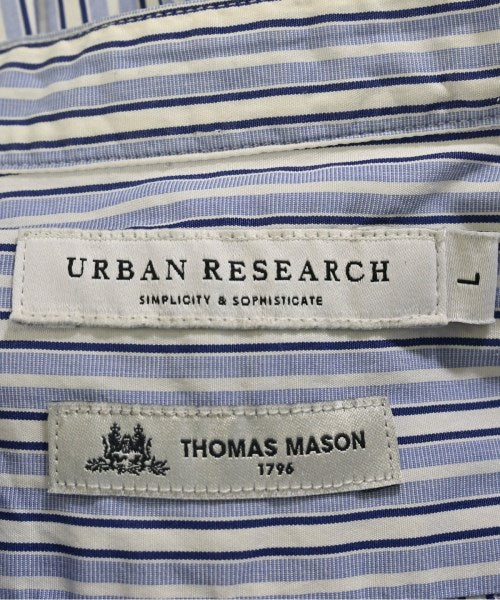 URBAN RESEARCH
SIMPLICITY & SOPHISTICATE
L
THOMAS MASON
1796